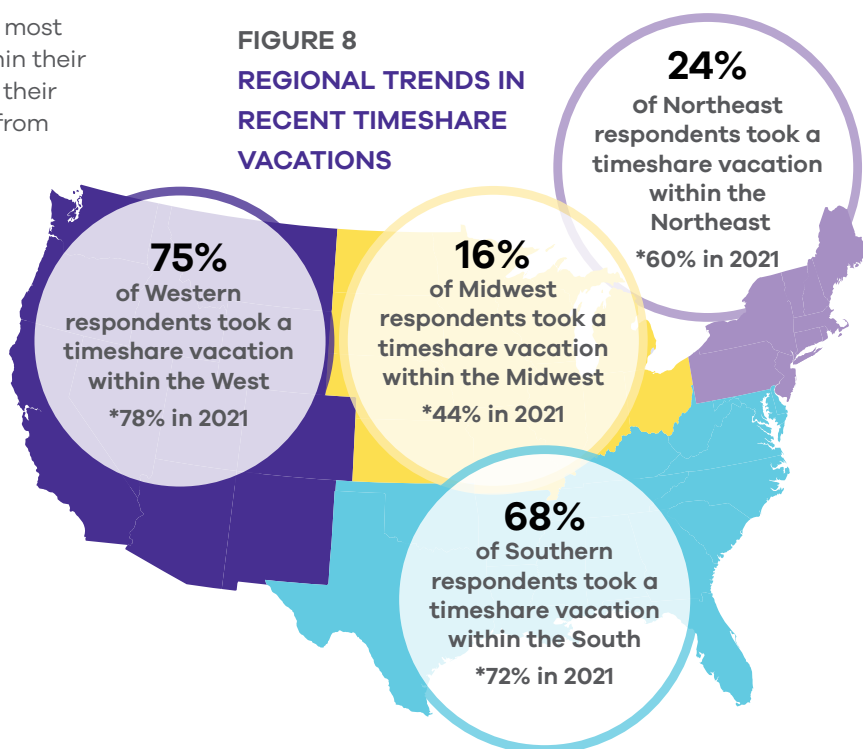 most
hin their
their
from
FIGURE 8
REGIONAL TRENDS IN
RECENT TIMESHARE
VACATIONS
24%
of Northeast
respondents took a
timeshare vacation
within the
Northeast
*60% in 2021
75%
of Western
respondents took a
timeshare vacation
within the West
*78% in 2021
16%
of Midwest
respondents took a
timeshare vacation
within the Midwest
*44% in 2021
68%
of Southern
respondents took a
timeshare vacation
within the South
*72% in 2021